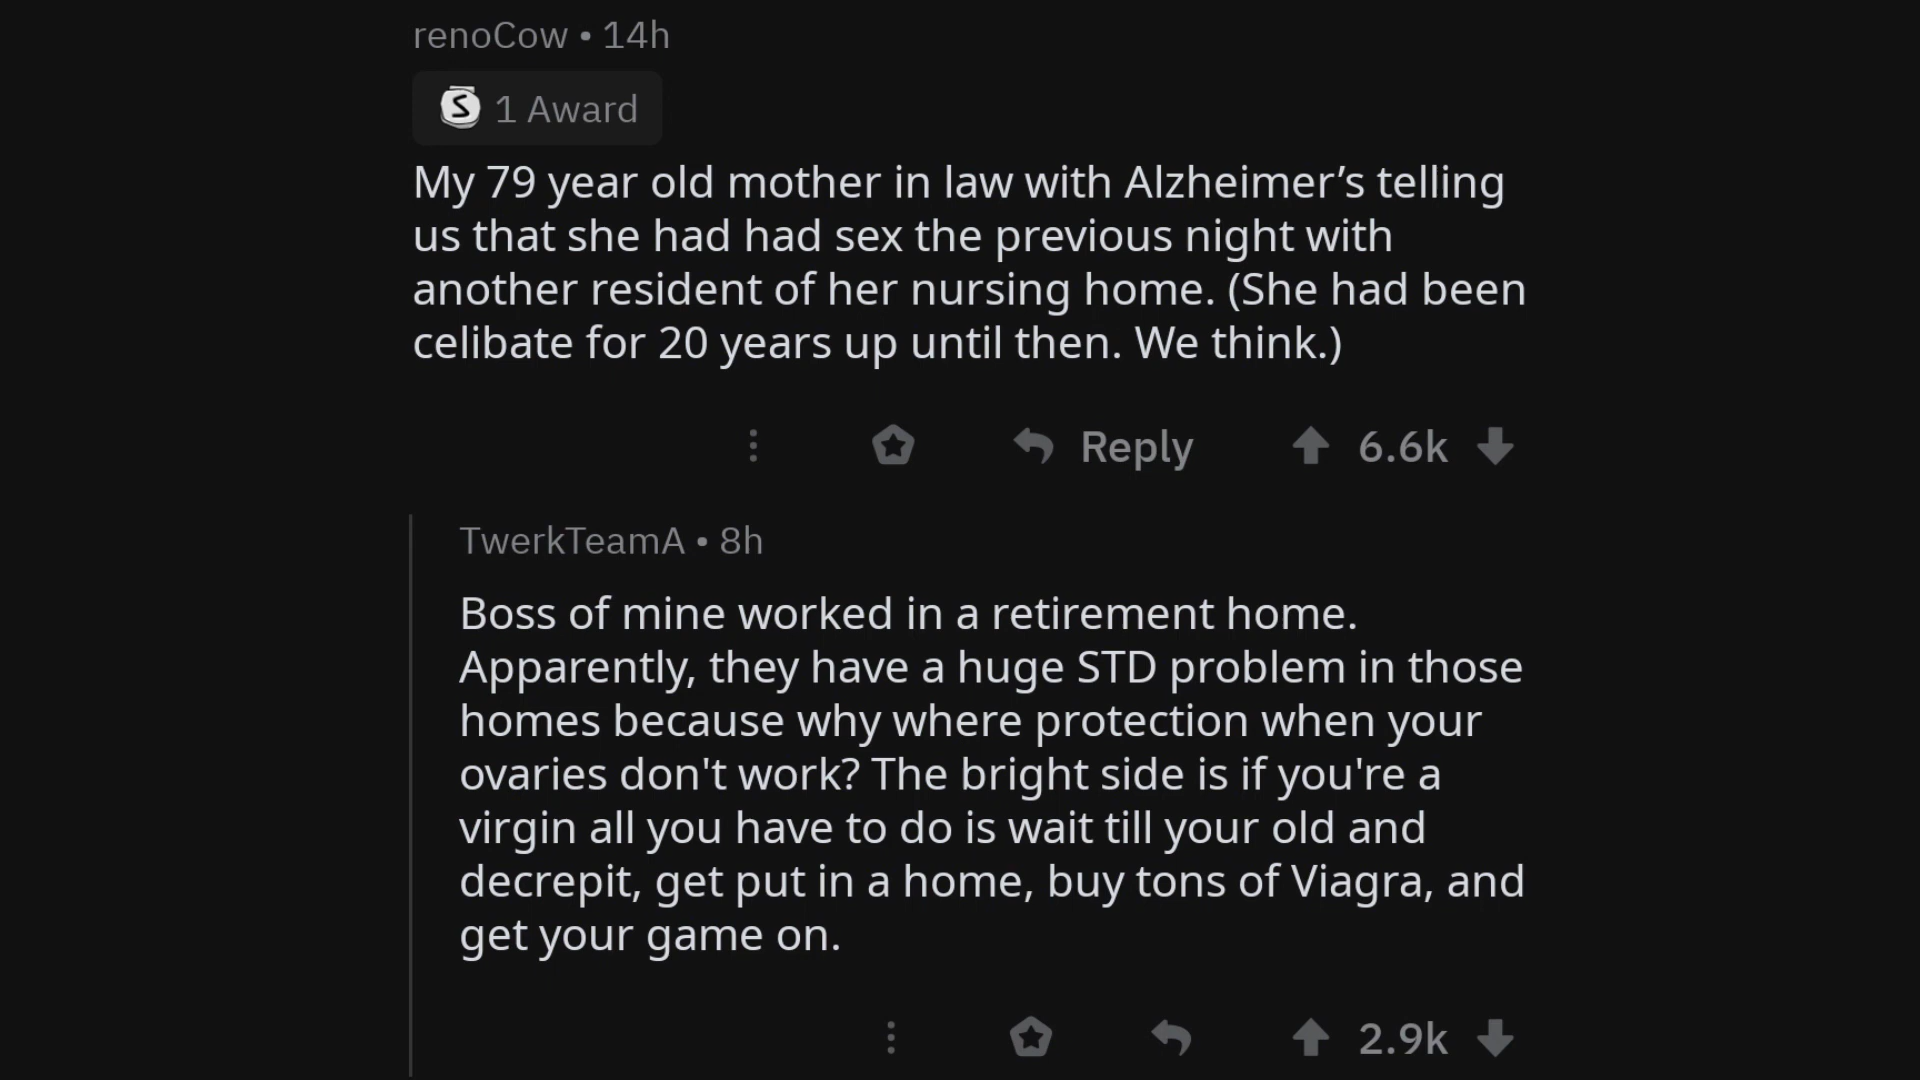 renoCow • 14h
S 1 Award
My 79 year old mother in law with Alzheimer’s telling
us that she had had sex the previous night with
another resident of her nursing home. (She had been
celibate for 20 years up until then. We think.)
Reply 6.6k
TwerkTeamA • 8h
Boss of mine worked in a retirement home.
Apparently, they have a huge STD problem in those
homes because why where protection when your
ovaries don't work? The bright side is if you're a
virgin all you have to do is wait till your old and
decrepit, get put in a home, buy tons of Viagra, and
get your game on.
2.9k